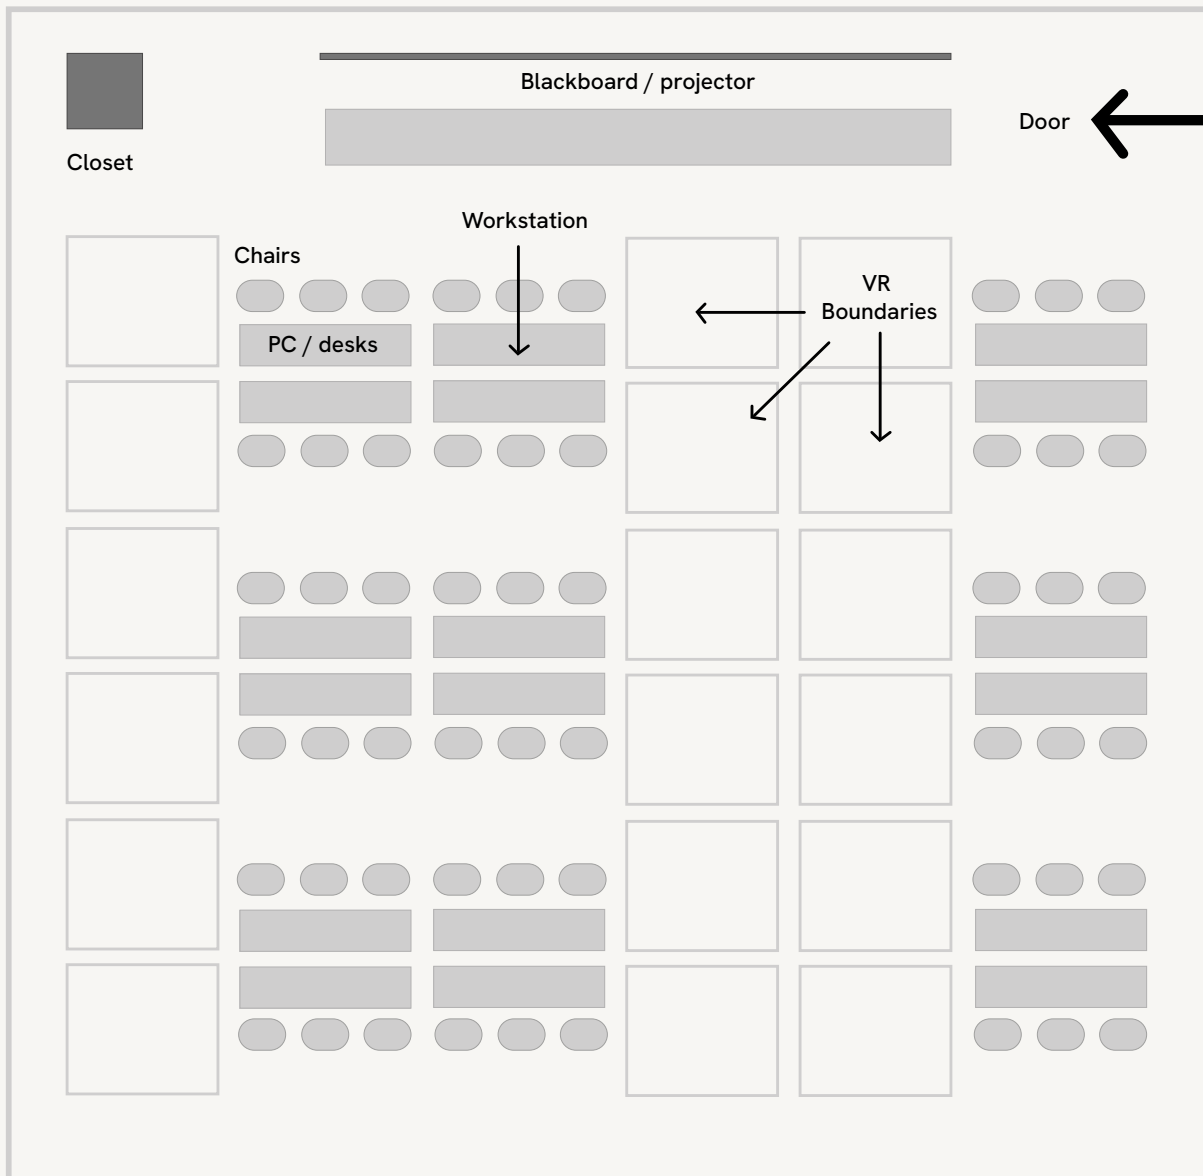 Blackboard / projector
Door
Closet
Workstation
Chairs
VR
Boundaries
PC / desks